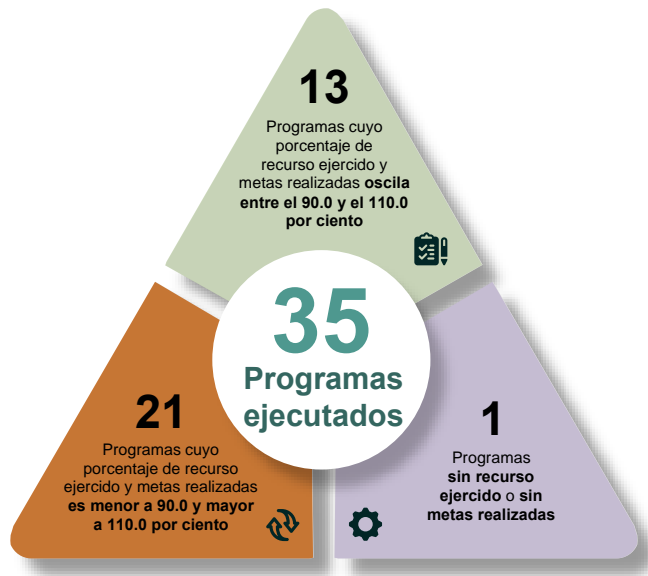 13
Programas cuyo
porcentaje de
recurso ejercido y
metas realizadas oscila
entre el 90.0 y el 110.0
por ciento
35
Programas
ejecutados
21
Programas cuyo
porcentaje de recurso
ejercido y metas realizadas
es menor a 90.0 y mayor
a 110.0 por ciento
1
Programas
sin recurso
ejercido o sin
metas realizadas